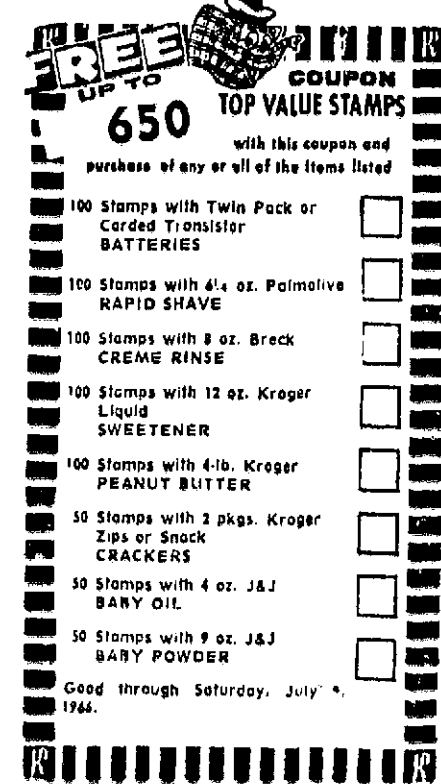 FREE
UP TO
650
COUPON
TOP VALUE STAMPS
with this coupon and
purchase of any or all of the items listed
100 Stamps with Twin Pack or
Carded Transistor
BATTERIES
100 Stamps with 6¼ oz. Palmolive
RAPID SHAVE
100 Stamps with 8 oz. Breck
CREME RINSE
100 Stamps with 12 oz. Kroger
Liquid
SWEETENER
100 Stamps with 4-lb. Kroger
PEANUT BUTTER
50 Stamps with 2 pkgs. Kroger
Zips or Snack
CRACKERS
50 Stamps with 4 oz. J&J
BABY OIL
50 Stamps with 9 oz. J&J
BABY POWDER
Good through Saturday, July
1966.